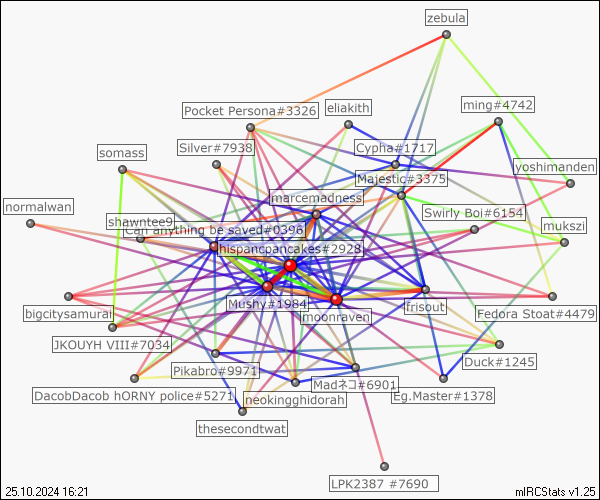 zebula
Pocket Persona#3326
eliakith
ming#4742
Silver#7938
Cypha#1717
somass
yoshimanden
Majestic#3375
marcemadness
normalwan
shawntee9
Swirly Boi#6154
Can anything be saved#0396
mukszi
hispancpancakes#2928
Mushy#1984
frisout
bigcitysamurai
moonraven
Fedora Stoat#4479
JKOUYH VIII#7034
Duck#1245
Pikabro#9971
Madネコ#6901
DacobDacob hORNY police#5271
neokingghidorah
Eg.Master#1378
thesecondtwat
LPK2387 #7690
25.10.2024 16:21
mIRCStats v1.25